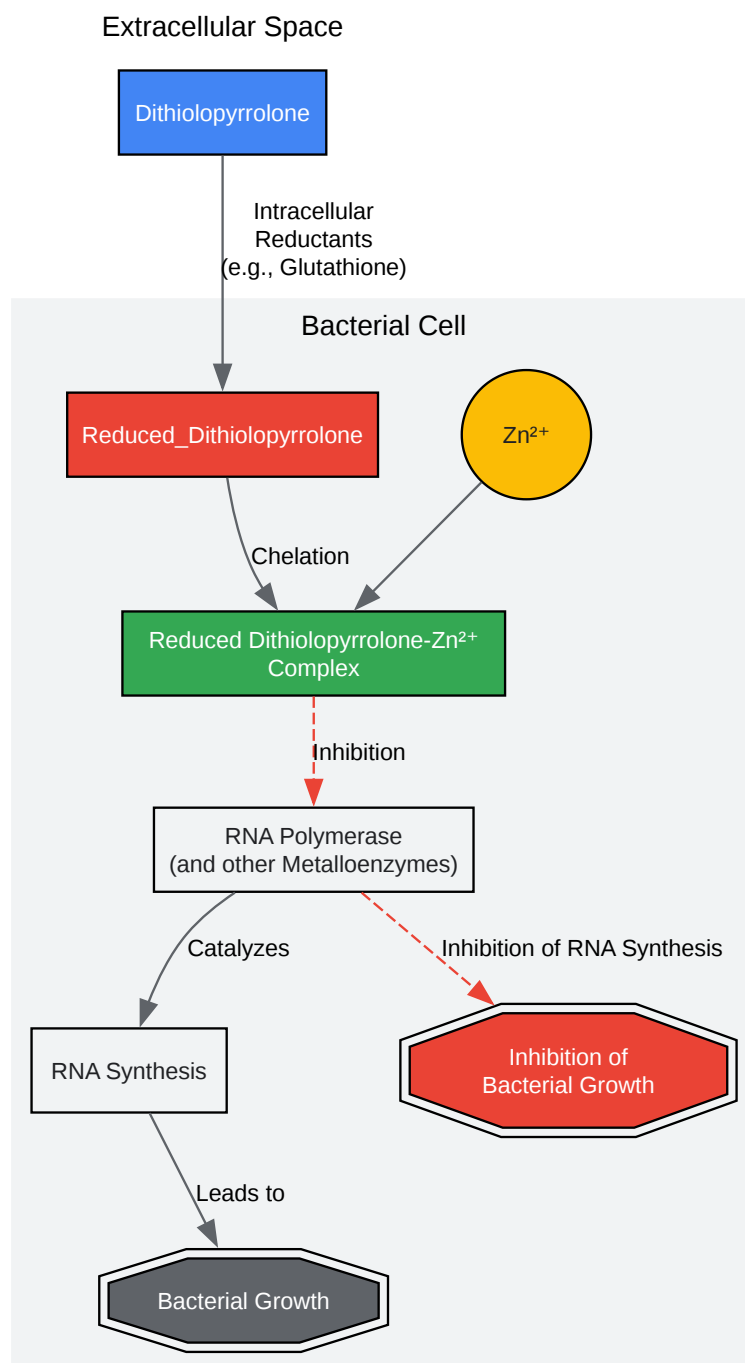 Extracellular Space
Dithiolopyrrolone
Intracellular
Reductants
(e.g., Glutathione)
Bacterial Cell
Reduced_Dithiolopyrrolone
Zn²⁺
Chelation
Reduced Dithiolopyrrolone-Zn²⁺
Complex
Inhibition
RNA Polymerase
(and other Metalloenzymes)
Catalyzes
Inhibition of RNA Synthesis
RNA Synthesis
Inhibition of
Bacterial Growth
Leads to
Bacterial Growth